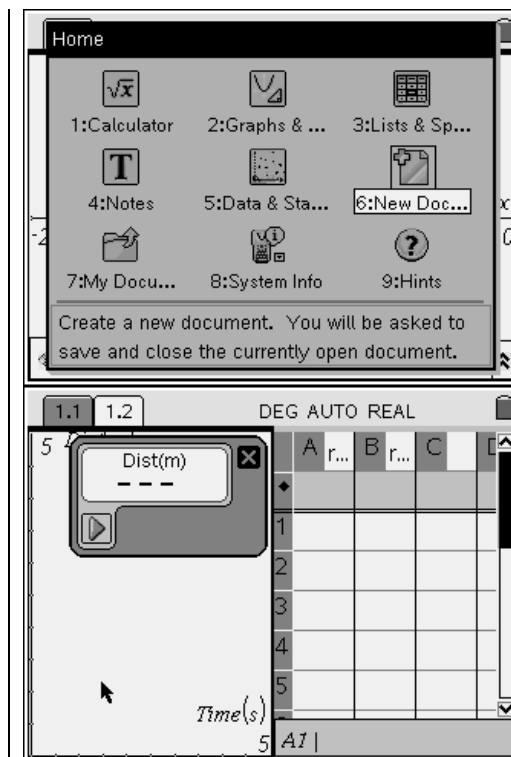 Home
√x
1:Calculator 2:Graphs & ... 3:Lists & Sp...
T
4:Notes 5:Data & Sta... 6:New Doc...
-2
?
7:My Docu... 8:System Info 9:Hints
Create a new document. You will be asked to
save and close the currently open document.
1.1 1.2 DEG AUTO REAL
5 Dist(m) A r... B r... C D
---
1
2
3
4
5
Time(s)
5 A1